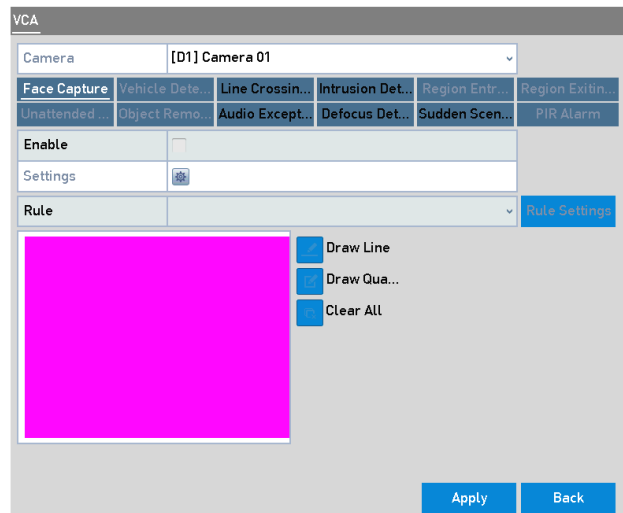 VCA
Camera [D1] Camera 01
Face Capture Vehicle Dete... Line Crossin... Intrusion Det... Region Entr... Region Exitin...
Unattended ... Object Remo... Audio Except... Defocus Det... Sudden Scen... PIR Alarm
Enable
Settings
Rule Rule Settings
Draw Line
Draw Qua...
Clear All
Apply Back